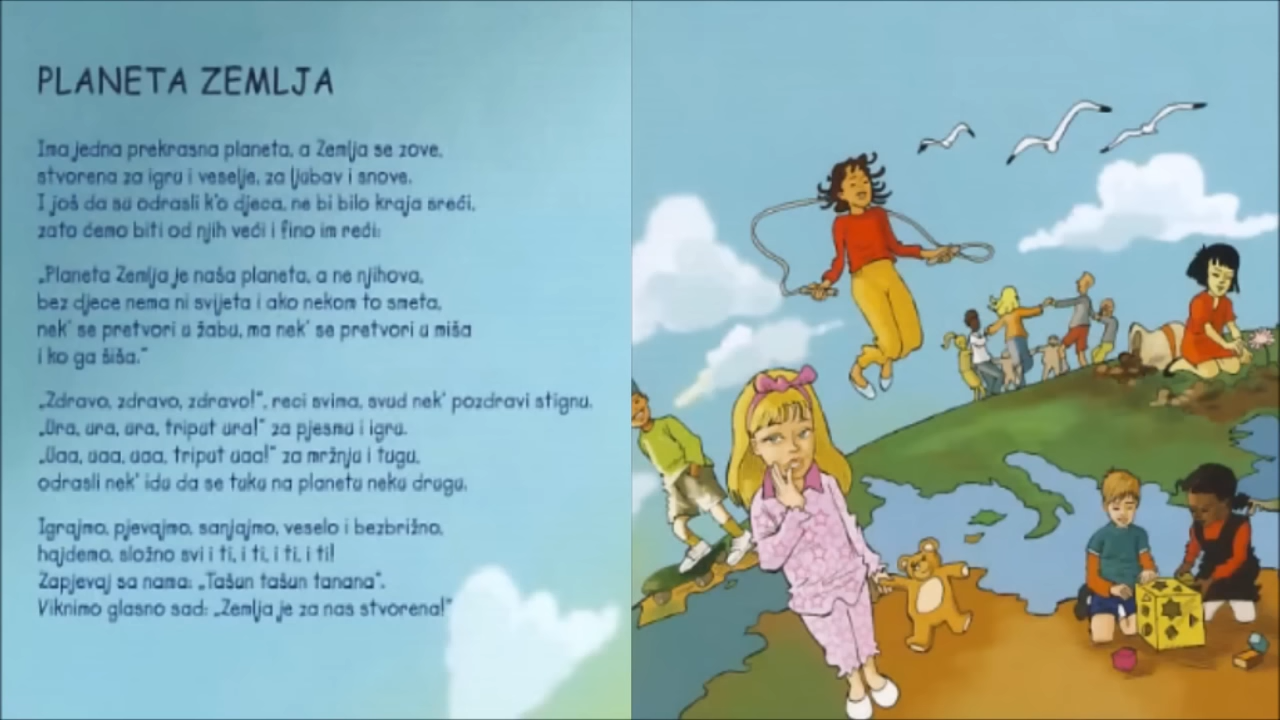 PLANETA ZEMLJA
Ima jedna prekrasna planeta, a Zemlja se zove,
stvorena za igru i veselje, za ljubav i snove.
I još da su odrasli k'o djeca, ne bi bilo kraja sreći,
zato ćemo biti od njih veći i fino im reći:
„Planeta Zemlja je naša planeta, a ne njihova,
bez djece nema ni svijeta i ako nekom to smeta,
nek' se pretvori u žabu, ma nek' se pretvori u miša
i ko ga šiša.“
„Zdravo, zdravo, zdravo!“, reci svima, svud nek' pozdravi stignu.
„Ura, ura, ura, triput ura!“ za pjesmu i igru.
„Uaa, uaa, uaa, triput uaa!“ za mržnju i tugu,
odrasli nek' idu da se tuku na planetu neku drugu.
Igrajmo, pjevajmo, sanjajmo, veselo i bezbrižno,
hajdemo, složno svi i ti, i ti, i ti, i ti!
Zapjevaj sa nama: „Tašun tašun tanana“.
Viknimo glasno sad: „Zemlja je za nas stvorena!“